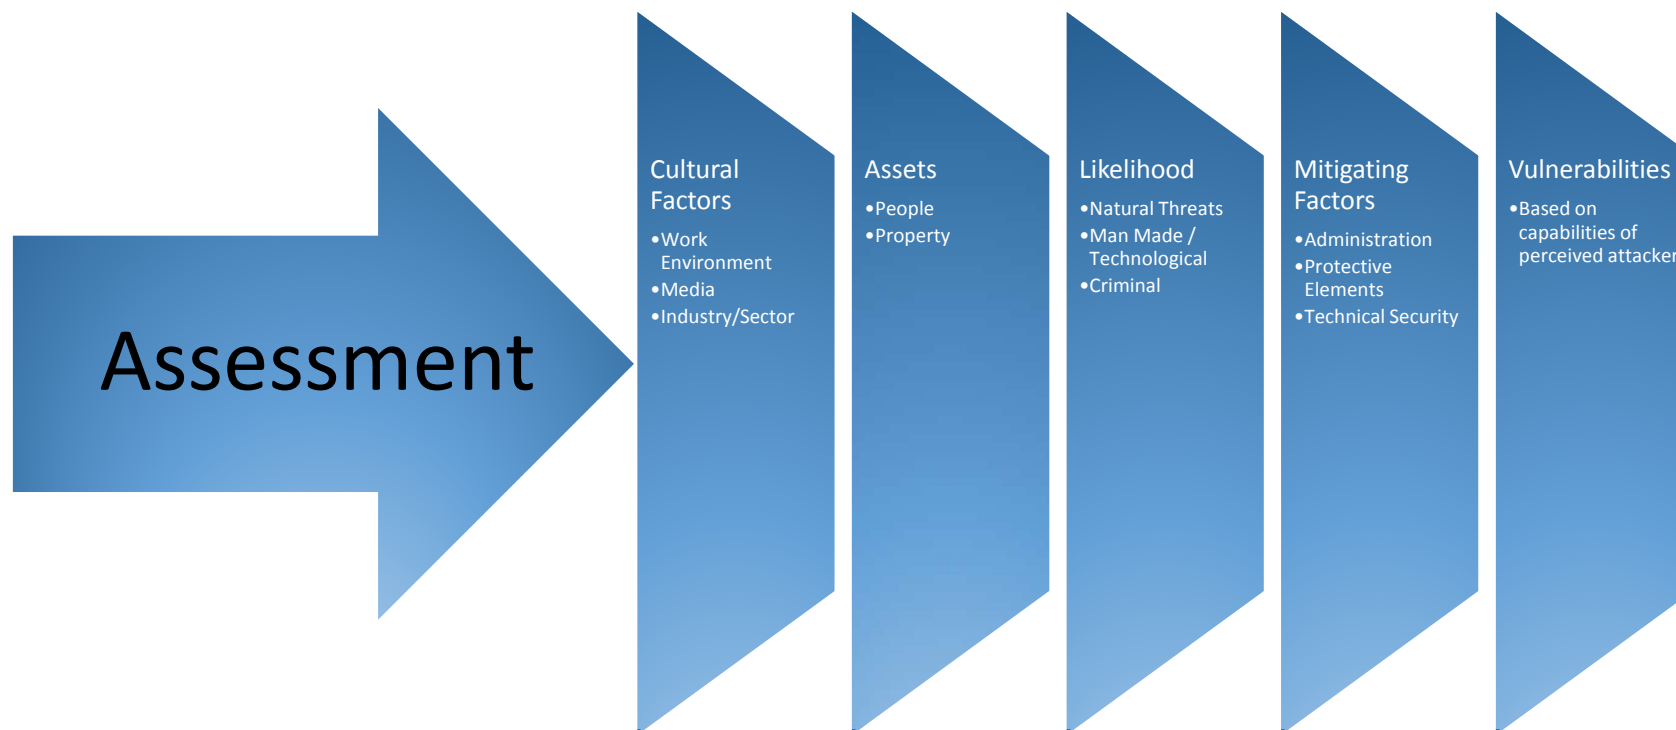 Assessment
Cultural
Factors
•Work
Environment
•Media
•Industry/Sector
Assets
•People
•Property
Likelihood
•Natural Threats
•Man Made /
Technological
•Criminal
Mitigating
Factors
•Administration
•Protective
Elements
•Technical Security
Vulnerabilities
•Based on
capabilities of
perceived attacker